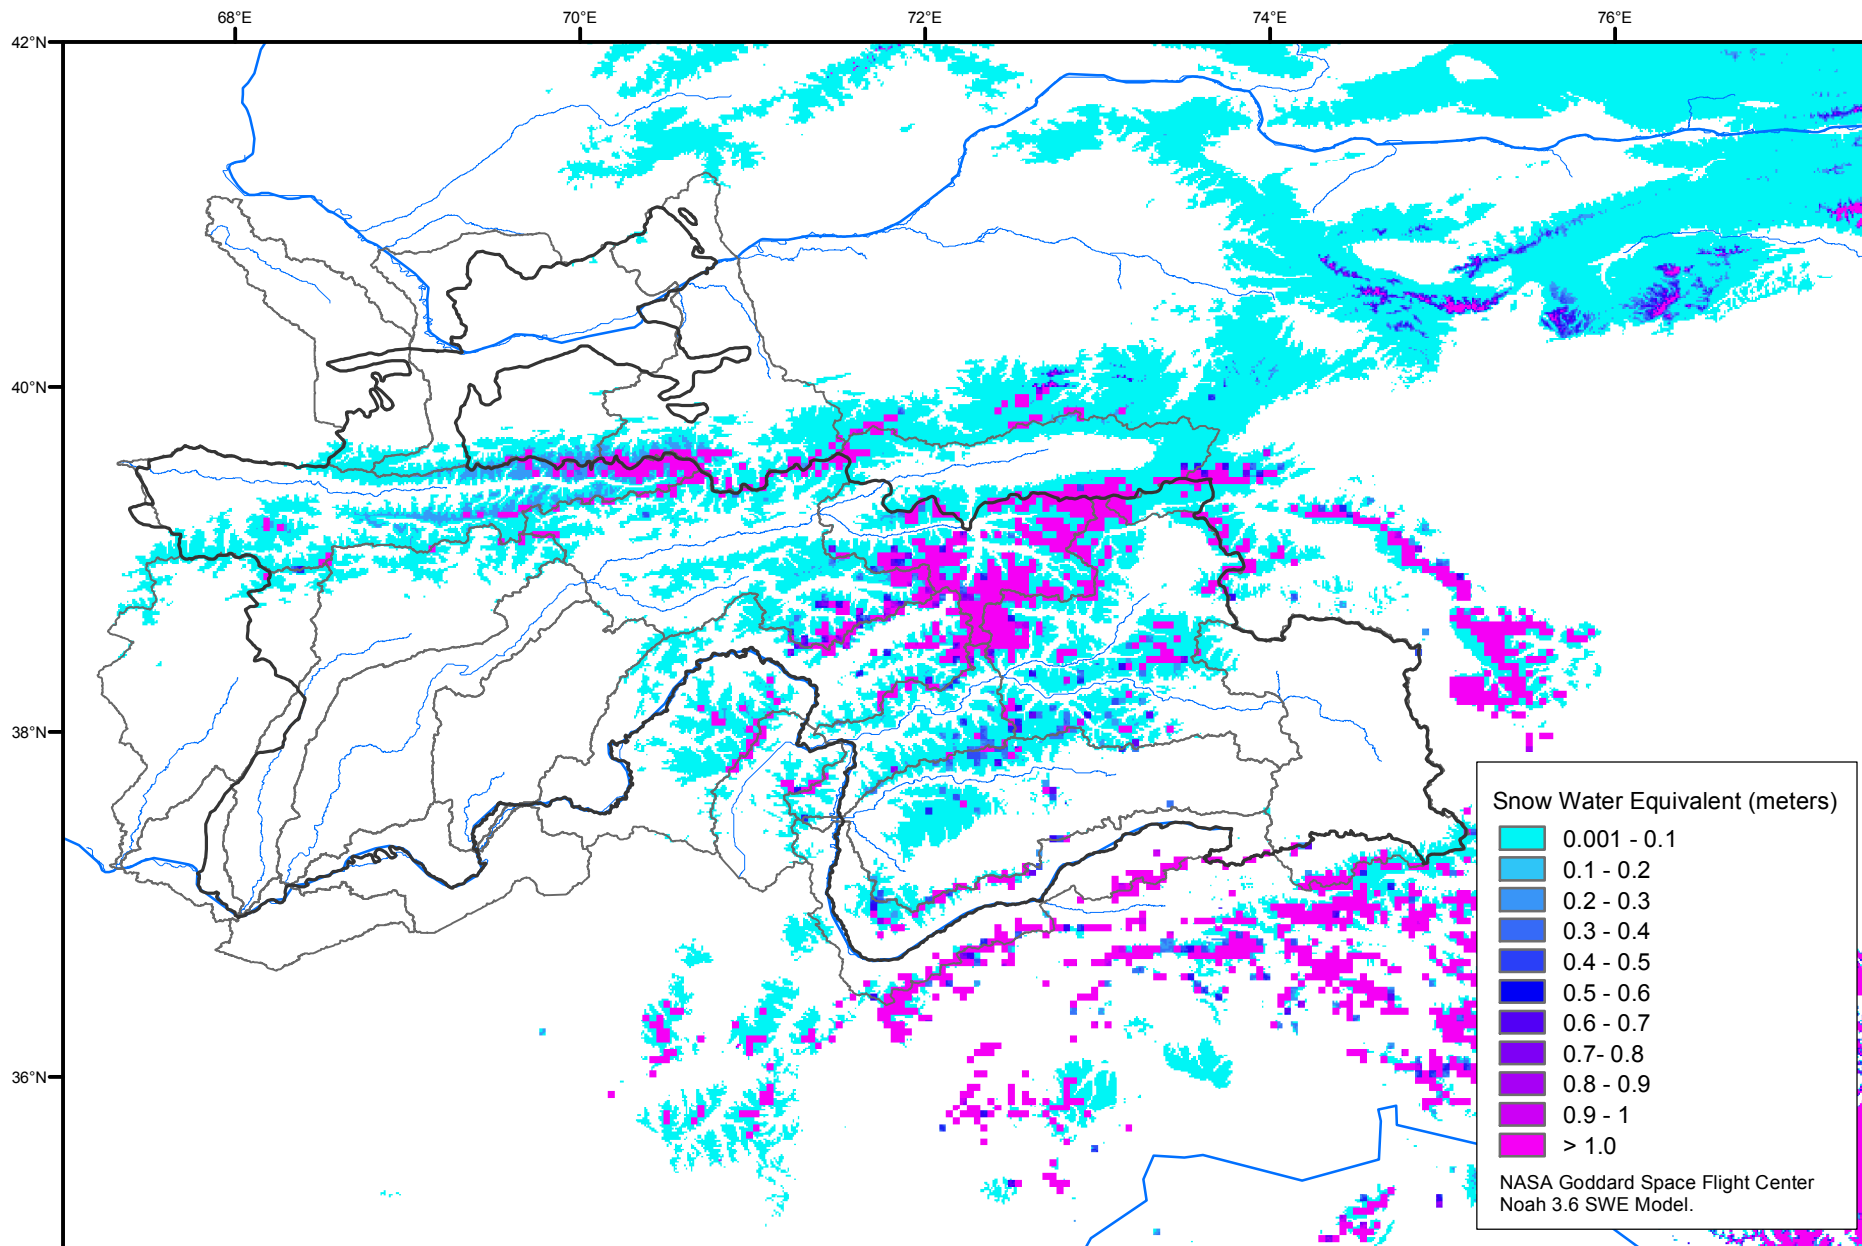 68°E
70°E
72°E
74°E
76°E
42°N
40°N
38°N
36°N
Snow Water Equivalent (meters)
0.001 - 0.1
0.1 - 0.2
0.2 - 0.3
0.3 - 0.4
0.4 - 0.5
0.5 - 0.6
0.6 - 0.7
0.7- 0.8
0.8 - 0.9
0.9 - 1
> 1.0
NASA Goddard Space Flight Center
Noah 3.6 SWE Model.